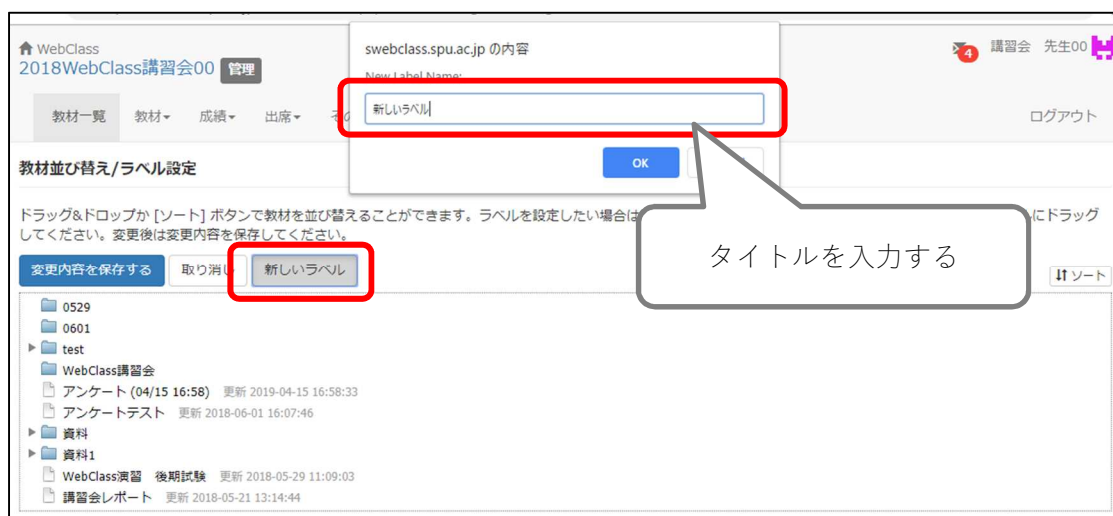 WebClass
2018WebClass講習会00 管理
swebclass.spu.ac.jp の内容
New Label Name:
新しいラベル
OK
4 講習会 先生00
教材一覧 教材 成績 出席 その
ログアウト
教材並び替え/ラベル設定
ドラッグ&ドロップか [ソート] ボタンで教材を並び替えることができます。ラベルを設定したい場合は
にドラッグ
してください。変更後は変更内容を保存してください。
タイトルを入力する
変更内容を保存する 取り消し 新しいラベル
ソート
0529
0601
test
WebClass講習会
アンケート (04/15 16:58) 更新 2019-04-15 16:58:33
アンケートテスト 更新 2018-06-01 16:07:46
資料
資料1
WebClass演習 後期試験 更新 2018-05-29 11:09:03
講習会レポート 更新 2018-05-21 13:14:44